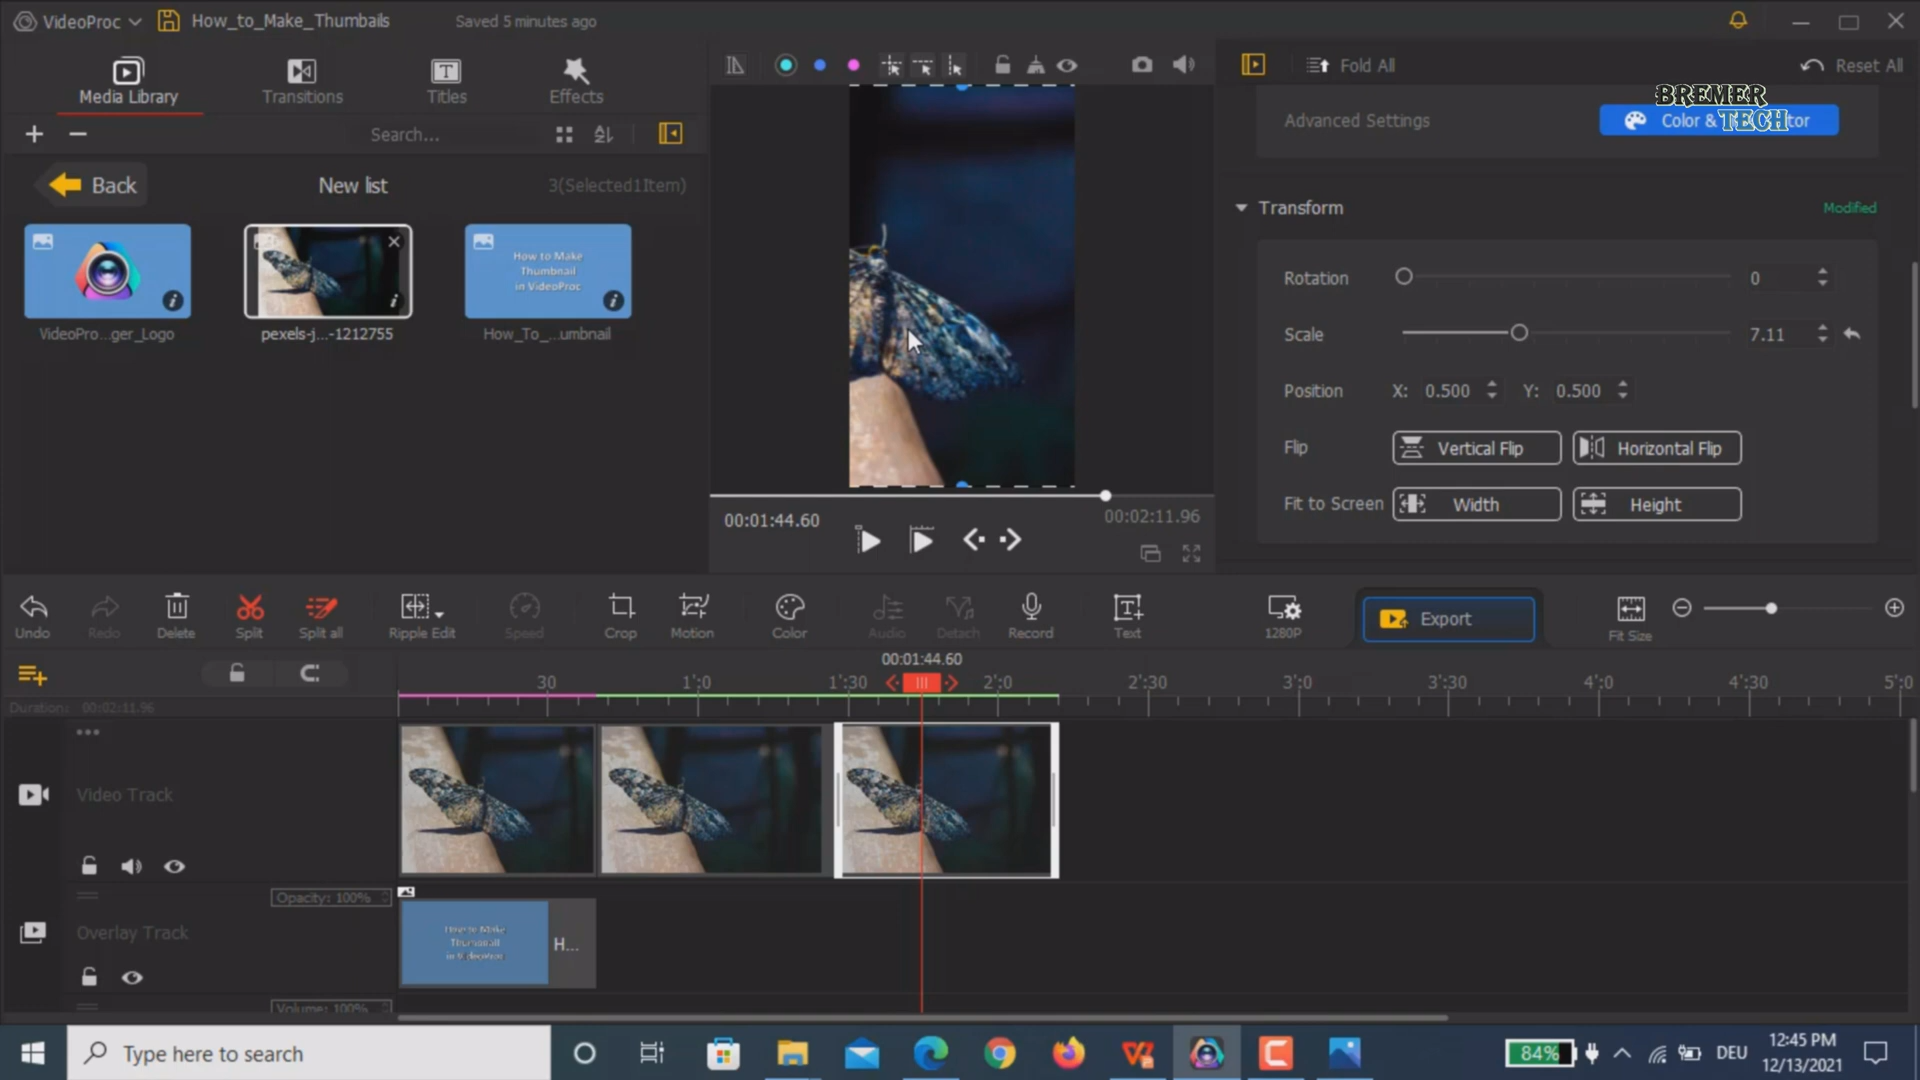 VideoProc
How_to_Make_Thumbails
Saved 5 minutes ago
Media Library
Transitions
Titles
Effects
Search...
Back
New list
3(Selected1Item)
VideoPro...ger_Logo
pexels-j...-1212755
How to Make
Thumbnail
in VideoProc
How_To_...umbnail
00:01:44.60
00:02:11.96
Fold All
Reset All
BREMER
TECH
Advanced Settings
Color &
tor
Transform
Modified
Rotation
0
Scale
7.11
Position
X: 0.500
Y: 0.500
Flip
Vertical Flip
Horizontal Flip
Fit to Screen
Width
Height
Undo
Redo
Delete
Split
Split all
Ripple Edit
Speed
Crop
Motion
Color
Audio
Detach
Record
Text
1280P
Export
Fit Size
00:01:44.60
30
1'0
1'30
2'0
2'30
3'0
3'30
4'0
4'30
5'0
Duration: 00:02:11.96
Video Track
Opacity: 100%
Overlay Track
How to Make
Thumbnail
in VideoProc
H...
Volume: 100%
Type here to search
84%
DEU
12:45 PM
12/13/2021